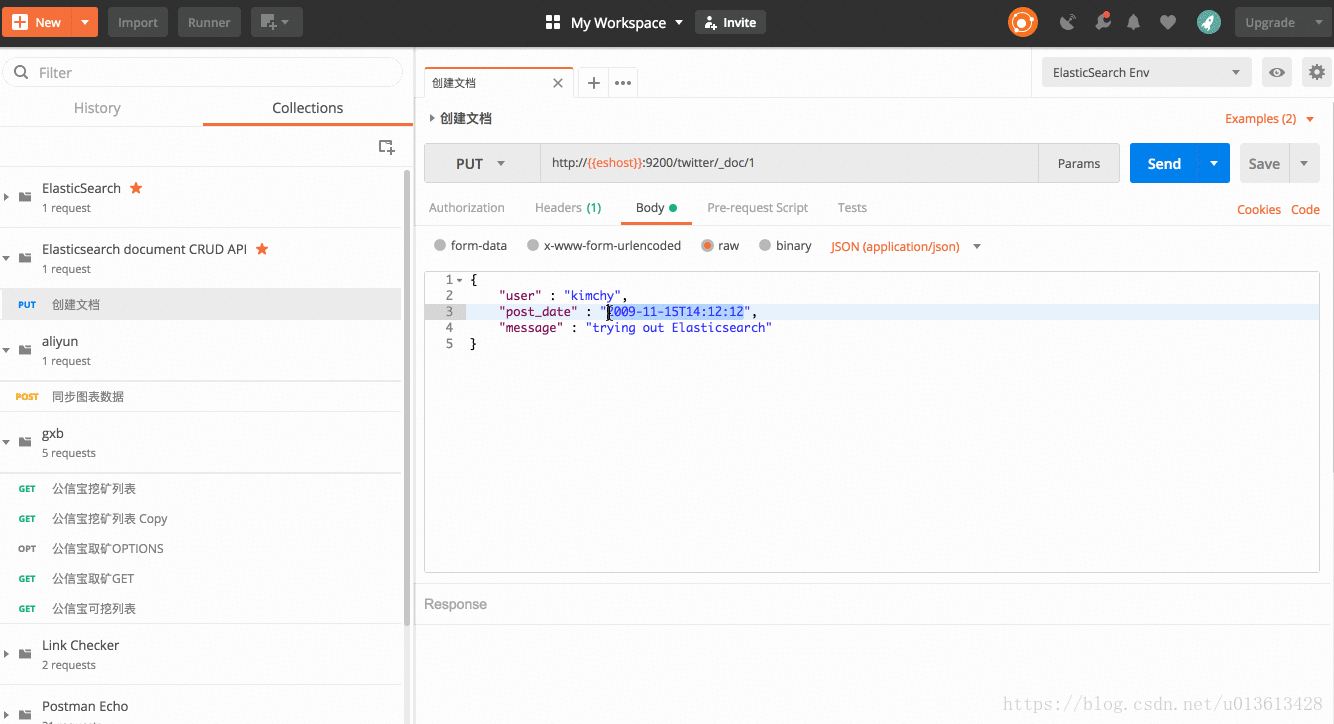 New
Import
Runner
My Workspace
Invite
Upgrade
Filter
History
Collections
ElasticSearch
1 request
Elasticsearch document CRUD API
1 request
PUT 创建文档
aliyun
1 request
POST 同步图表数据
gxb
5 requests
GET 公信宝挖矿列表
GET 公信宝挖矿列表 Copy
OPT 公信宝取矿OPTIONS
GET 公信宝取矿GET
GET 公信宝可挖列表
Link Checker
2 requests
Postman Echo
创建文档
ElasticSearch Env
创建文档
Examples (2)
PUT http://{{eshost}}:9200/twitter/_doc/1 Params Send Save
Authorization Headers (1) Body Pre-request Script Tests Cookies Code
form-data x-www-form-urlencoded raw binary JSON (application/json)
1 {
2 "user" : "kimchy",
3 "post_date" : "2009-11-15T14:12:12",
4 "message" : "trying out Elasticsearch"
5 }
Response
https://blog.csdn.net/u013613428